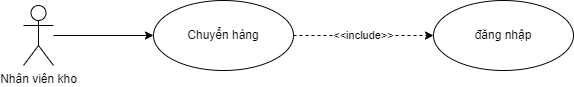 Chuyển hàng
<<include>>
đăng nhập
Nhân viên kho